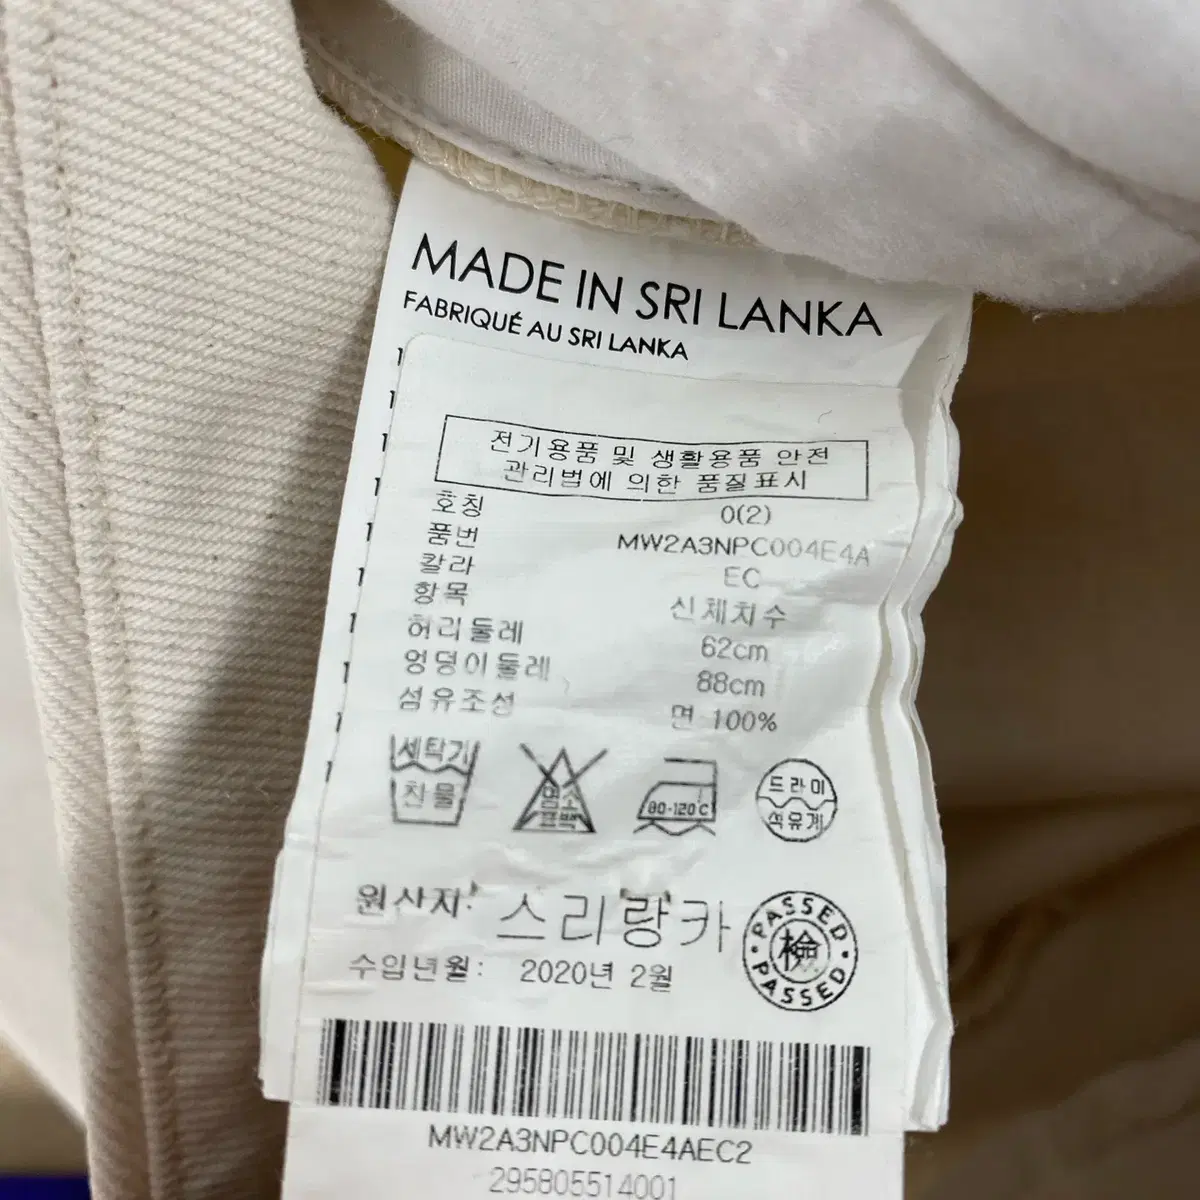 MADE IN SRI LANKA
FABRIQUÉ AU SRI LANKA
전기용품 및 생활용품 안전
관리법에 의한 품질표시
호칭 0(2)
품번 MW2A3NPC004E4A
칼라 EC
항목 신체치수
허리둘레 62cm
엉덩이둘레 88cm
섬유조성 면 100%
세탁기
찬물
염소
표백
80-120℃
드라이
석유계
원산지: 스리랑카
PASSED 檢 PASSED
수입년월: 2020년 2월
MW2A3NPC004E4AEC2
295805514001